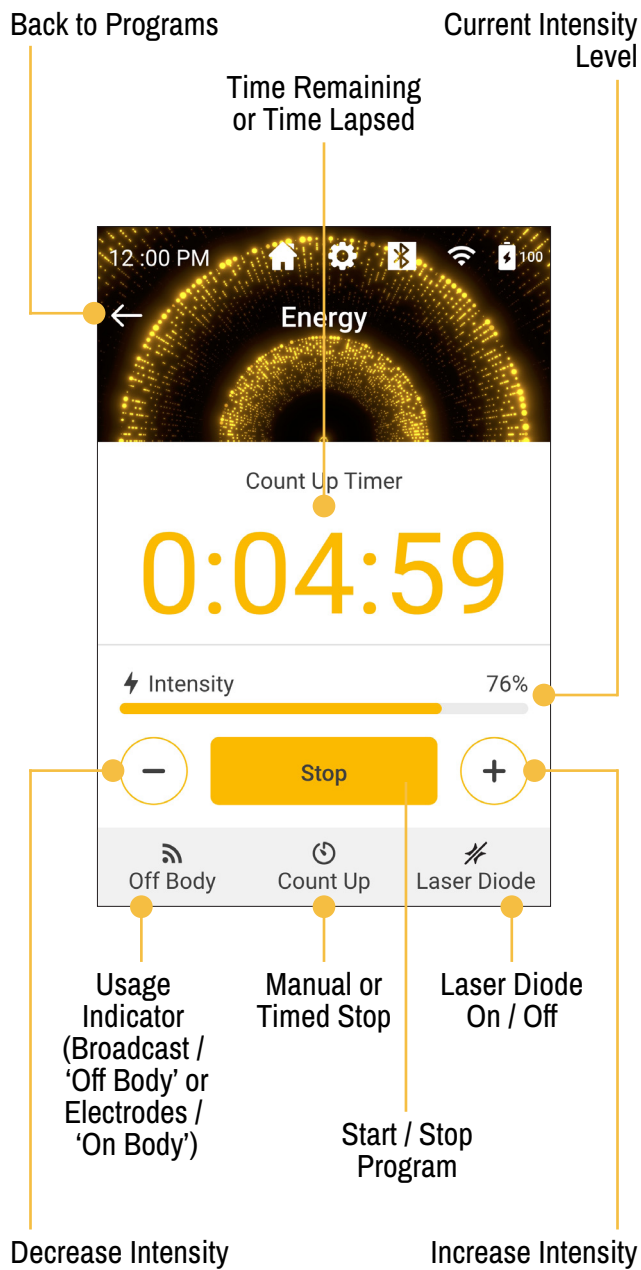 Back to Programs
Current Intensity
Level
Time Remaining
or Time Lapsed
12 :00 PM
100
Energy
Count Up Timer
0:04:59
Intensity
76%
Stop
Off Body
Count Up
Laser Diode
Usage
Indicator
(Broadcast /
‘Off Body’ or
Electrodes /
‘On Body’)
Manual or
Timed Stop
Laser Diode
On / Off
Start / Stop
Program
Decrease Intensity
Increase Intensity